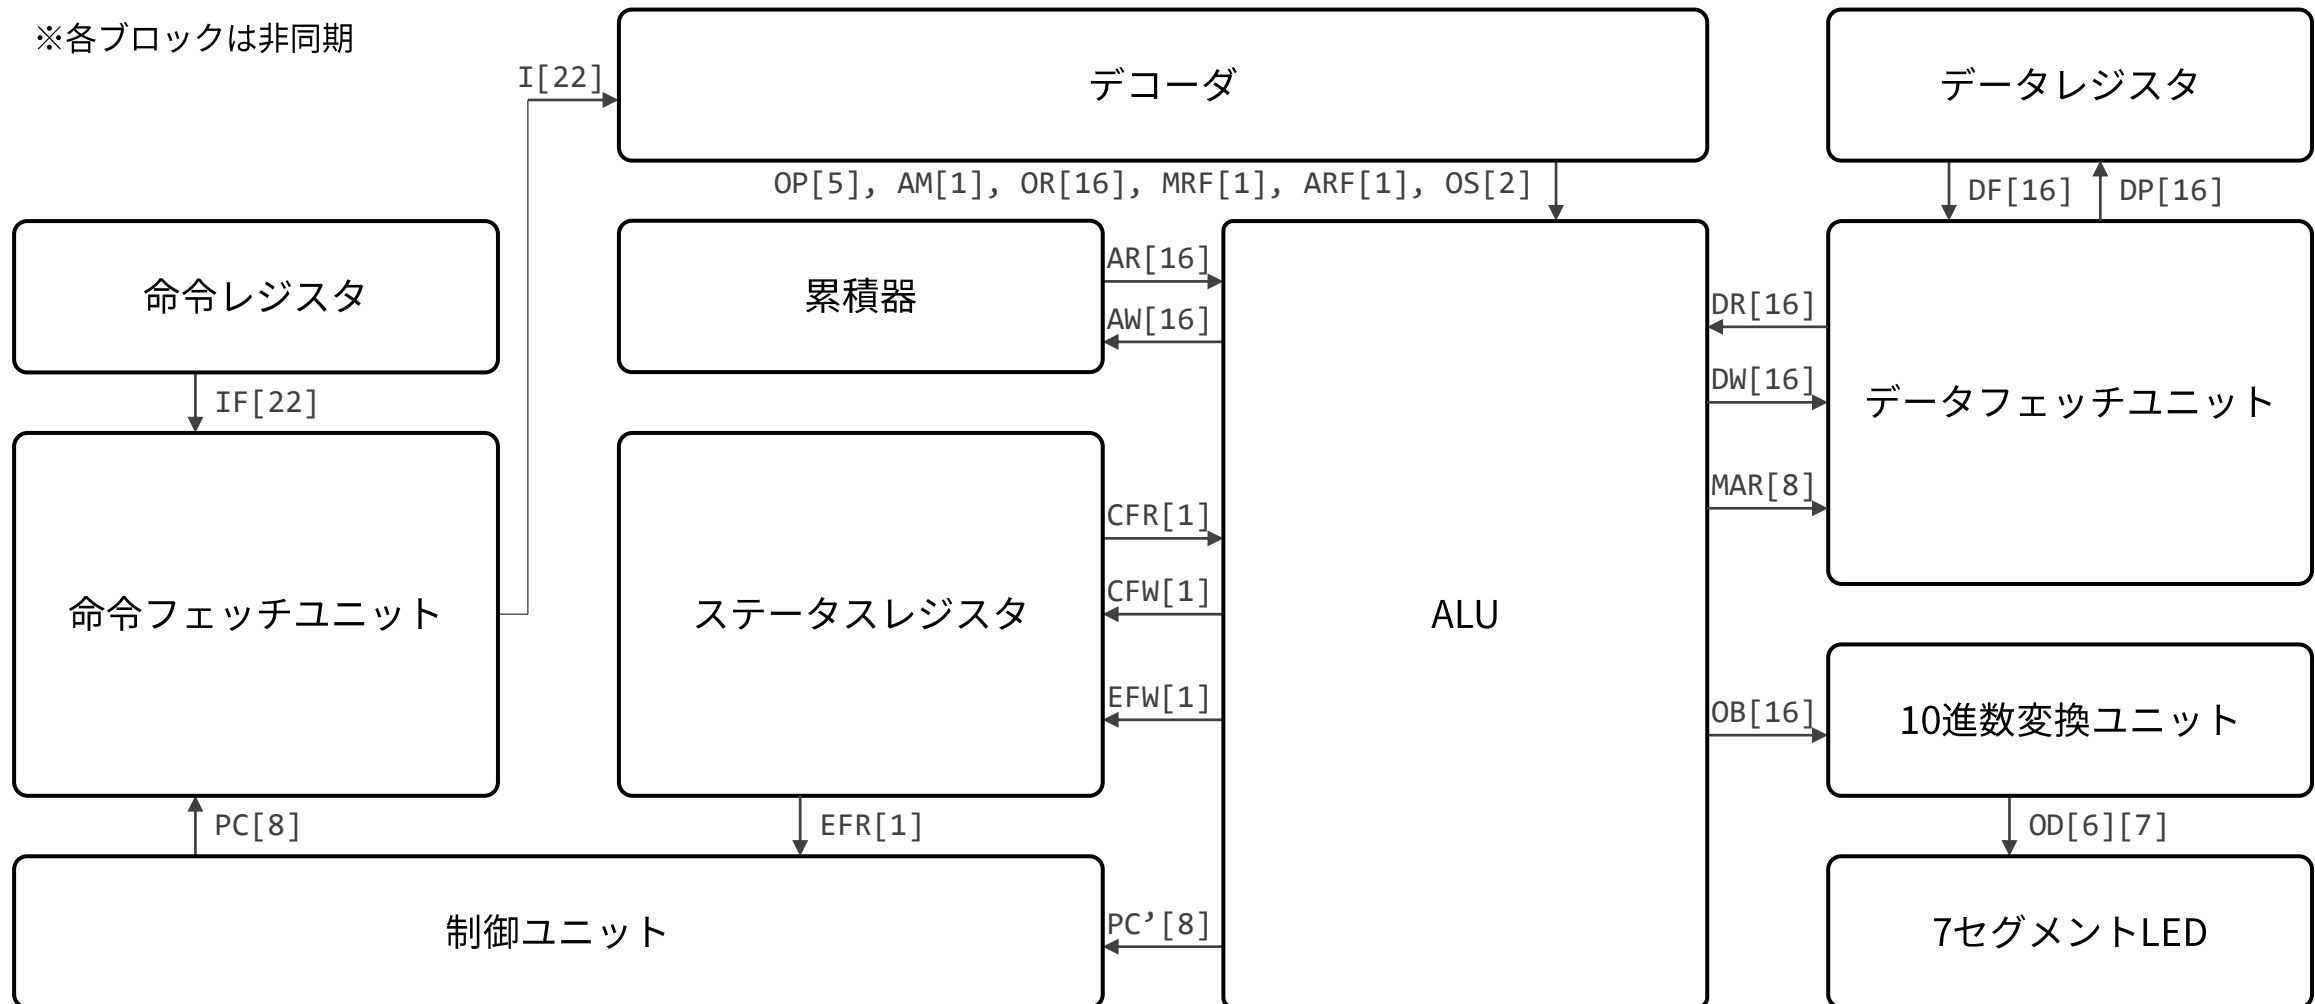 ※各ブロックは非同期
I[22]
デコーダ
データレジスタ
OP[5], AM[1], OR[16], MRF[1], ARF[1], OS[2]
DF[16]
DP[16]
命令レジスタ
累積器
AR[16]
AW[16]
DR[16]
DW[16]
データフェッチユニット
IF[22]
MAR[8]
命令フェッチユニット
ステータスレジスタ
CFR[1]
CFW[1]
EFW[1]
ALU
OB[16]
10進数変換ユニット
PC[8]
EFR[1]
OD[6][7]
制御ユニット
PC’[8]
7セグメントLED